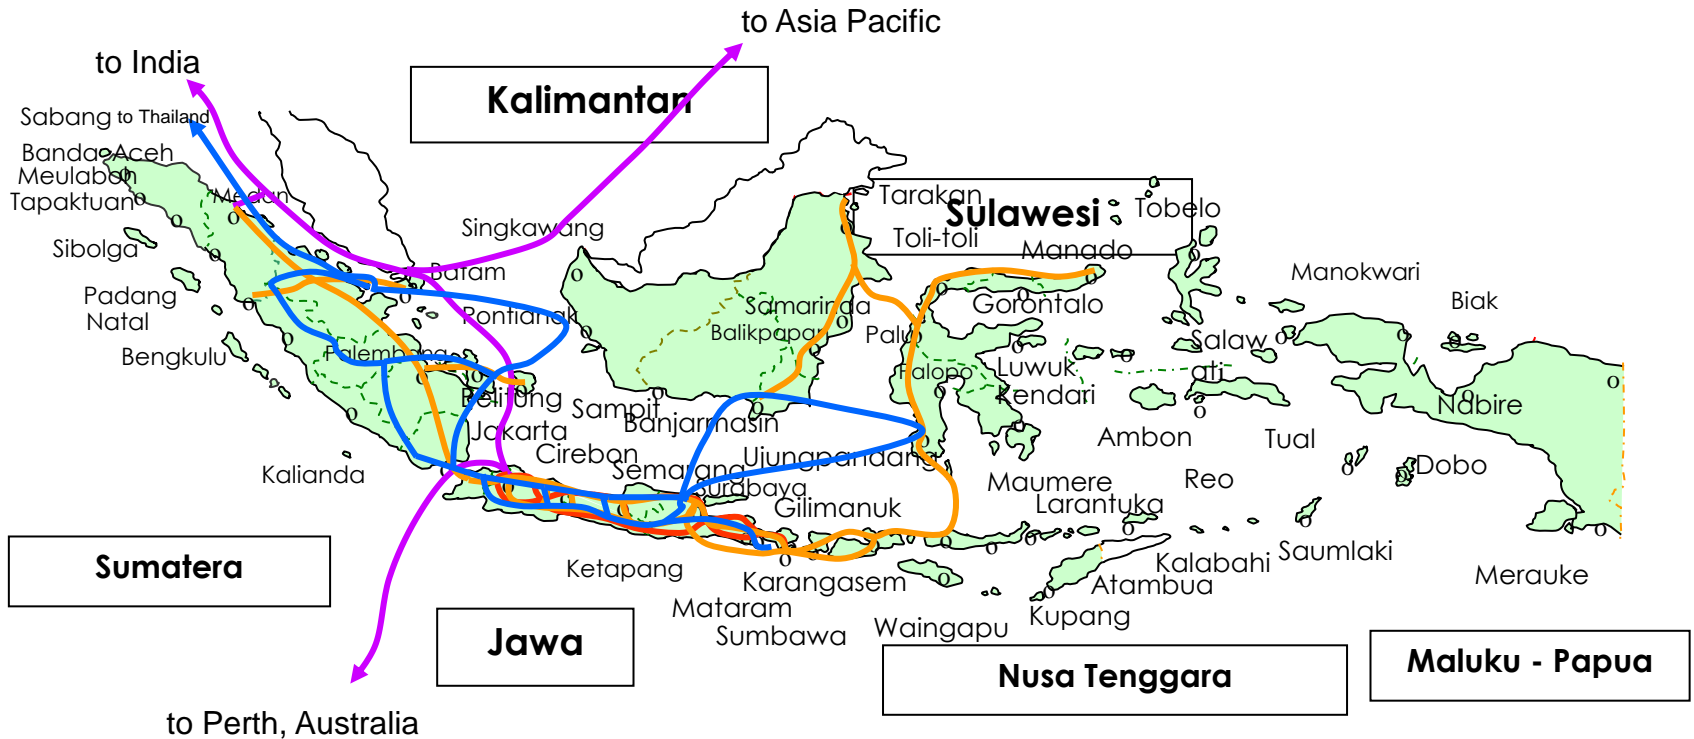 to Asia Pacific
to India
Kalimantan
Sabang
to Thailand
Banda Aceh
Meulaboh
Tapaktuan
Medan
Sibolga
Singkawang
Tarakan
Sulawesi
Toli-toli
Tobelo
Manado
Manokwari
Biak
Batam
Padang
Natal
Pontianak
Samarinda
Balikpapan
Gorontalo
Palu
Bengkulu
Palembang
Palopo
Luwuk
Kendari
Salaw
ati
Belitung
Sampit
Banjarmasin
Nabire
Jakarta
Cirebon
Semarang
Ujungpandang
Surabaya
Ambon
Tual
Dobo
Kalianda
Maumere
Larantuka
Reo
Gilimanuk
Sumatera
Ketapang
Karangasem
Kalabahi
Saumlaki
Atambua
Merauke
Mataram
Sumbawa
Waingapu
Kupang
Jawa
Nusa Tenggara
Maluku - Papua
to Perth, Australia